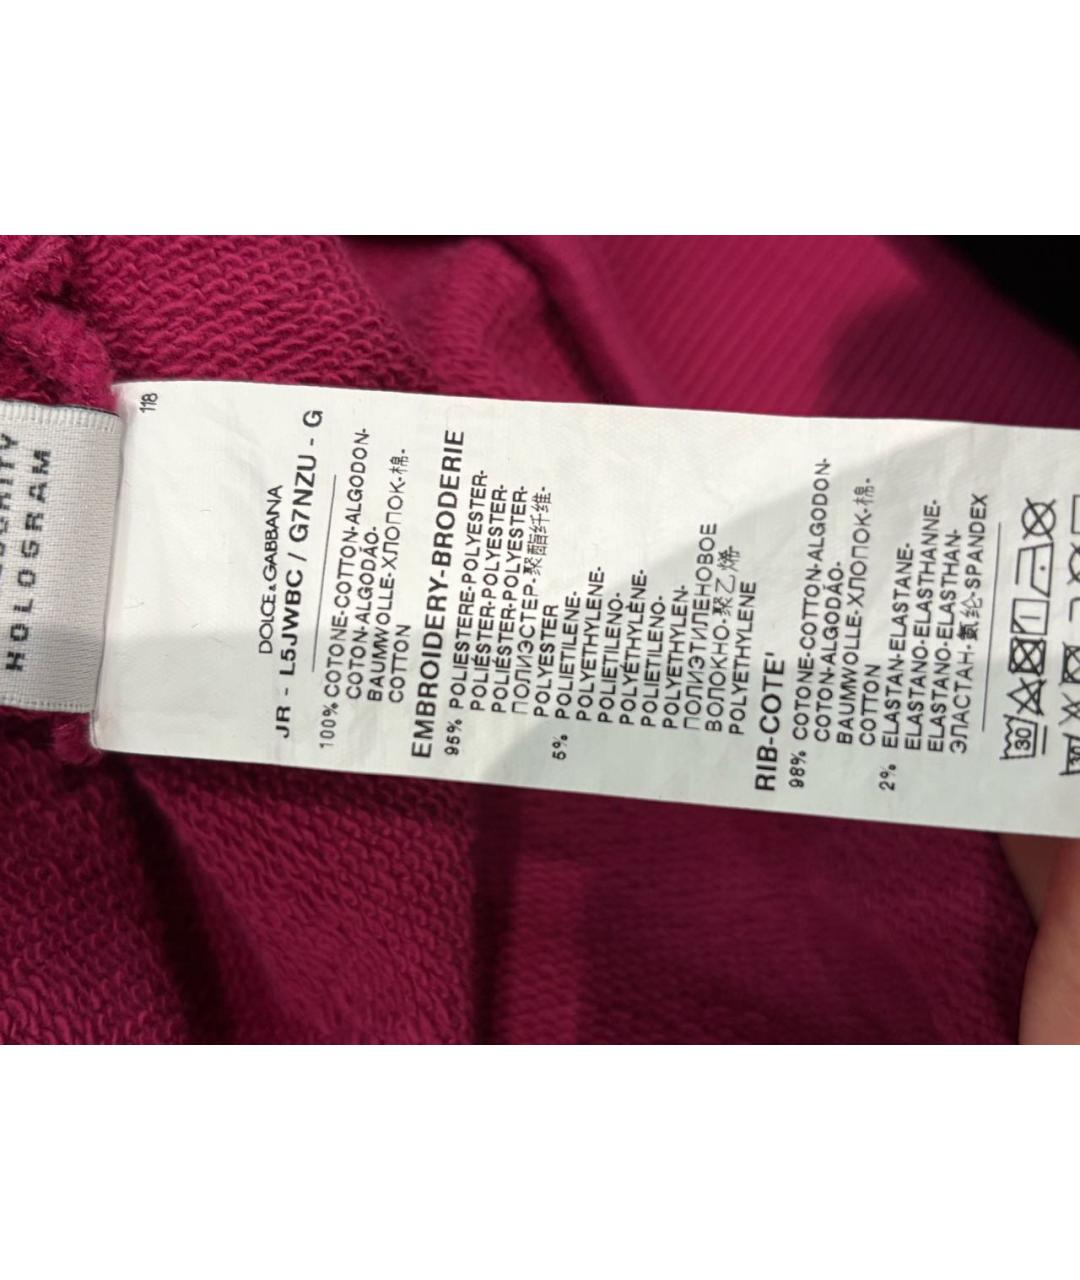 HOLOGRAM
118
DOLCE & GABBANA
JR - L5JWBC / G7NZU - G
100% COTONE-COTTON-ALGODON-
COTON-ALGODÃO-
BAUMWOLLE-ХЛОПОК-棉-
COTTON
EMBROIDERY-BRODERIE
95% POLIESTERE-POLYESTER-
POLIÉSTER-POLYESTER-
POLIÉSTER-POLYESTER-
ПОЛИЭСТЕР-聚酯纤维-
POLYESTER
5% POLIETILENE-
POLYETHYLENE-
POLIETILENO-
POLYÉTHYLÈNE-
POLIETILENO-
POLYETHYLEN-
ПОЛИЭТИЛЕНОВОЕ
ВОЛОКНО-聚乙烯
POLYETHYLENE
RIB-COTE'
98% COTONE-COTTON-ALGODON-
COTON-ALGODÃO-
BAUMWOLLE-ХЛОПОК-棉-
COTTON
2% ELASTAN-ELASTANE-
ELASTANO-ELASTHANNE-
ELASTANO-ELASTHAN-
ЭЛАСТАН-氨纶-SPANDEX
30
30